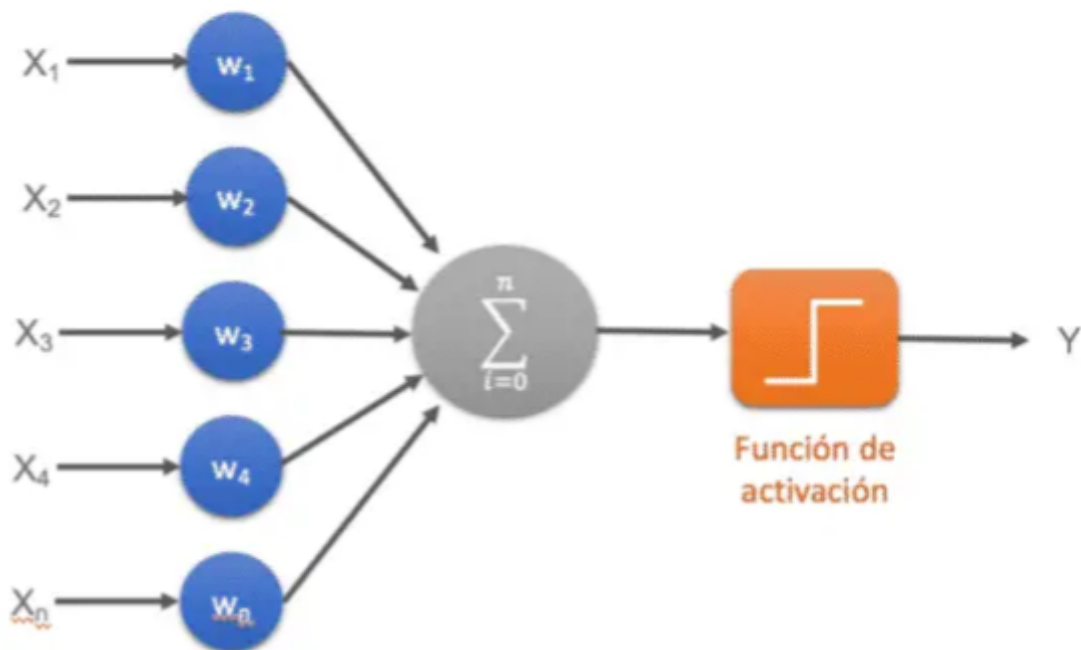 X₁
w₁
X₂
w₂
X₃
w₃
X₄
w₄
Xₙ
wₙ
n
∑
i=0
Y
Función de
activación